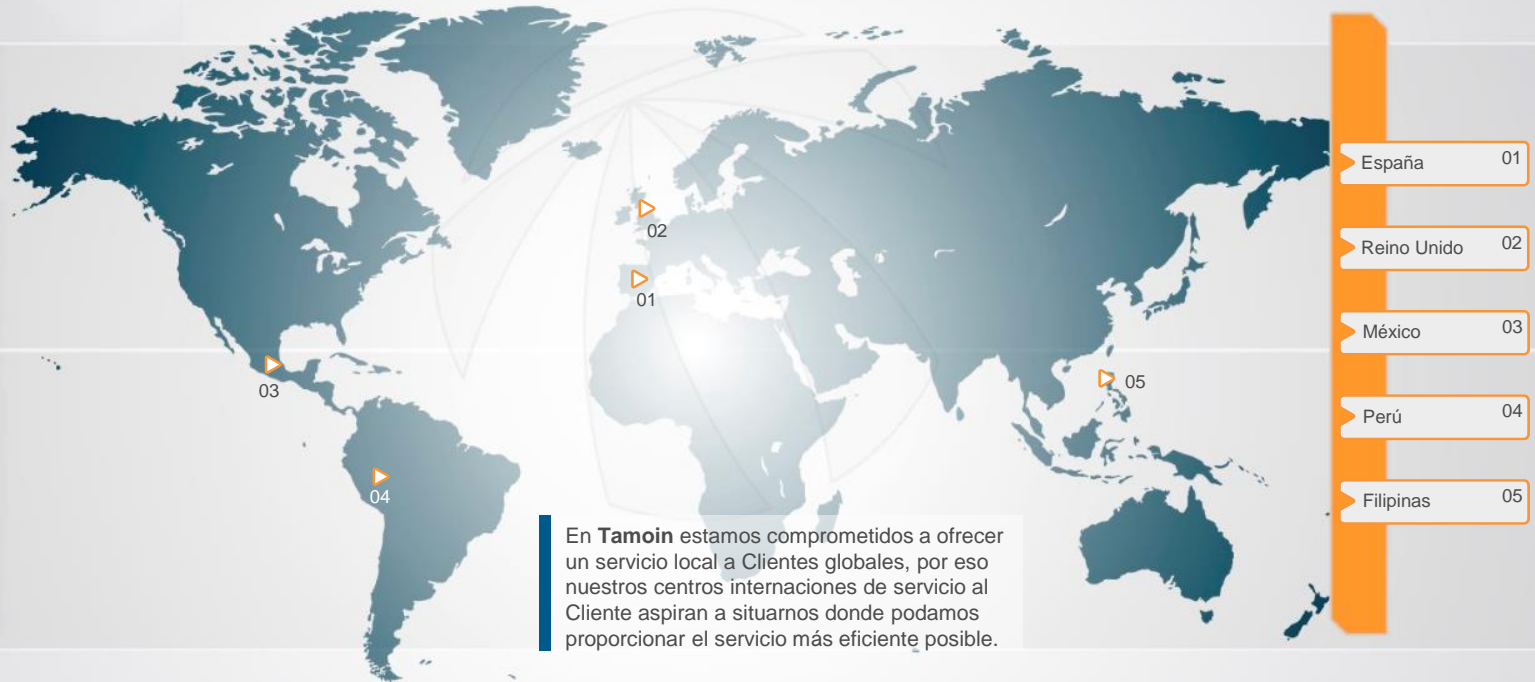 02
01
03
05
04
En Tamoin estamos comprometidos a ofrecer
un servicio local a Clientes globales, por eso
nuestros centros internaciones de servicio al
Cliente aspiran a situarnos donde podamos
proporcionar el servicio más eficiente posible.
España 01
Reino Unido 02
México 03
Perú 04
Filipinas 05